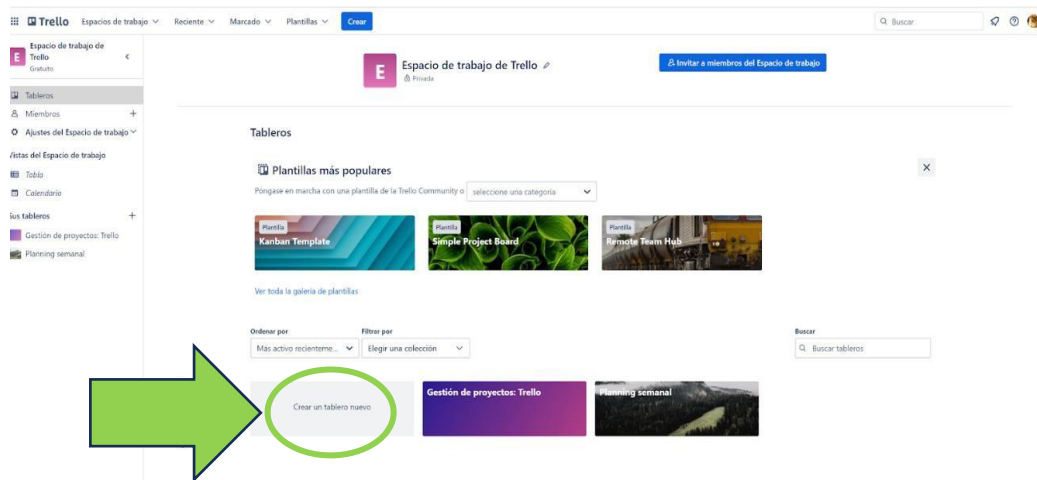 Trello Espacios de trabajo Reciente Marcado Plantillas Crear Buscar
E Espacio de trabajo de
Trello
Gratuito
Tableros
Miembros +
Ajustes del Espacio de trabajo
Vistas del Espacio de trabajo
Tabla
Calendario
Sus tableros +
Gestión de proyectos: Trello
Planning semanal
E Espacio de trabajo de Trello
Privada
Invitar a miembros del Espacio de trabajo
Tableros
Plantillas más populares
Póngase en marcha con una plantilla de la Trello Community o seleccione una categoría
Plantilla
Kanban Template
Plantilla
Simple Project Board
Plantilla
Remote Team Hub
Ver toda la galería de plantillas
Ordenar por
Más activo recienteme...
Filtrar por
Elegir una colección
Buscar
Buscar tableros
Crear un tablero nuevo
Gestión de proyectos: Trello
Planning semanal